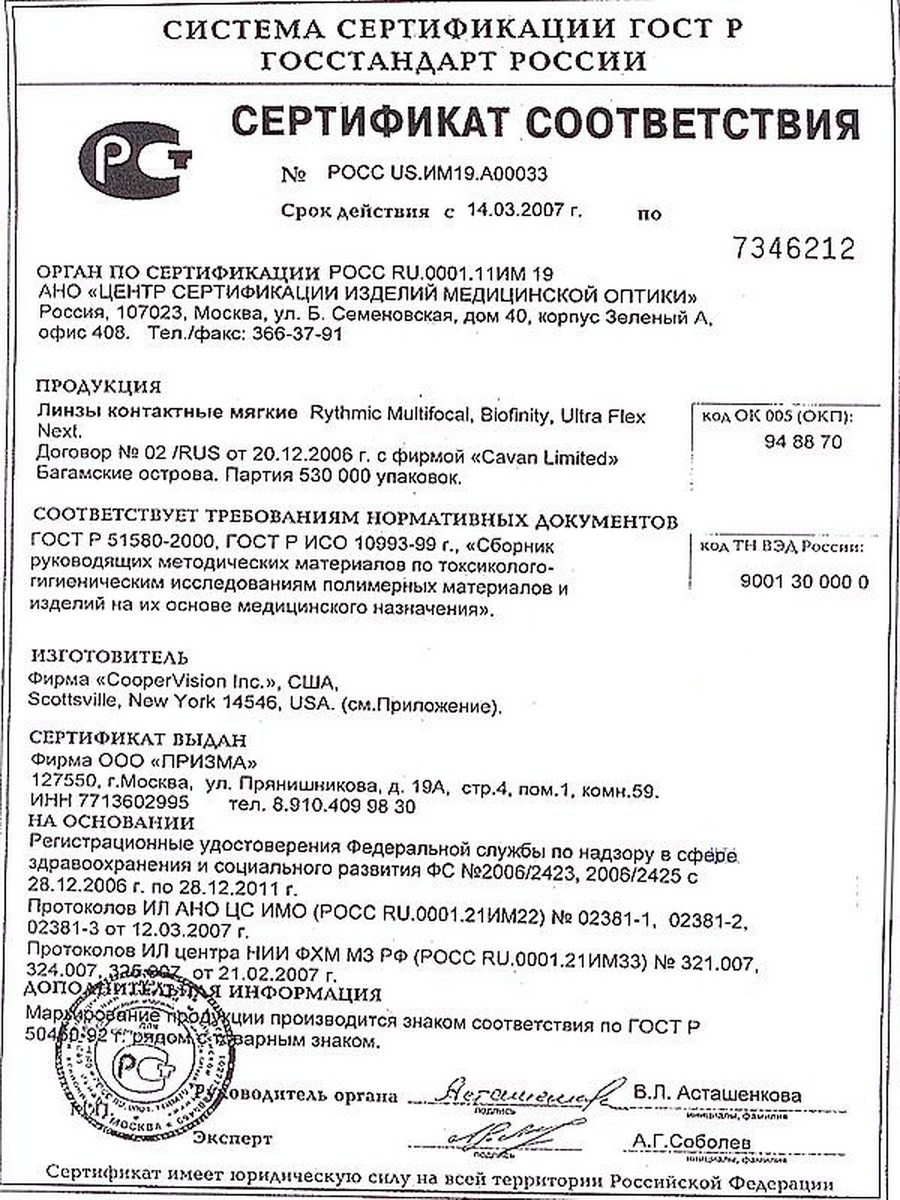 СИСТЕМА СЕРТИФИКАЦИИ ГОСТ Р
ГОССТАНДАРТ РОССИИ
СЕРТИФИКАТ СООТВЕТСТВИЯ
№ РОСС US.ИМ19.А00033
Срок действия с 14.03.2007 г. по
7346212
ОРГАН ПО СЕРТИФИКАЦИИ РОСС RU.0001.11ИМ 19
АНО «ЦЕНТР СЕРТИФИКАЦИИ ИЗДЕЛИЙ МЕДИЦИНСКОЙ ОПТИКИ»
Россия, 107023, Москва, ул. Б. Семеновская, дом 40, корпус Зеленый А,
офис 408. Тел./факс: 366-37-91
ПРОДУКЦИЯ
Линзы контактные мягкие Rythmic Multifocal, Biofinity, Ultra Flex
Next.
Договор № 02 /RUS от 20.12.2006 г. с фирмой «Cavan Limited»
Багамские острова. Партия 530 000 упаковок.
код ОК 005 (ОКП):
94 88 70
СООТВЕТСТВУЕТ ТРЕБОВАНИЯМ НОРМАТИВНЫХ ДОКУМЕНТОВ
ГОСТ Р 51580-2000, ГОСТ Р ИСО 10993-99 г., «Сборник
руководящих методических материалов по токсиколого-
гигиеническим исследованиям полимерных материалов и
изделий на их основе медицинского назначения».
код ТН ВЭД России:
9001 30 000 0
ИЗГОТОВИТЕЛЬ
Фирма «CooperVision Inc.», США,
Scottsville, New York 14546, USA. (см.Приложение).
СЕРТИФИКАТ ВЫДАН
Фирма ООО «ПРИЗМА»
127550, г.Москва, ул. Прянишникова, д. 19А, стр.4, пом.1, комн.59.
ИНН 7713602995 тел. 8.910.409 98 30
НА ОСНОВАНИИ
Регистрационные удостоверения Федеральной службы по надзору в сфере
здравоохранения и социального развития ФС №2006/2423, 2006/2425 с
28.12.2006 г. по 28.12.2011 г.
Протоколов ИЛ АНО ЦС ИМО (РОСС RU.0001.21ИМ22) № 02381-1, 02381-2,
02381-3 от 12.03.2007 г.
Протоколов ИЛ центра НИИ ФХМ МЗ РФ (РОСС RU.0001.21ИМ33) № 321.007,
324.007, 325.007, от 21.02.2007 г.
ДОПОЛНИТЕЛЬНАЯ ИНФОРМАЦИЯ
Маркирование продукции производится знаком соответствия по ГОСТ Р
50460-92 г. рядом с товарным знаком.
М.П.
МОСКВА
Руководитель органа
подпись
В.Л. Асташенкова
инициалы, фамилия
Эксперт
подпись
А.Г.Соболев
инициалы, фамилия
Сертификат имеет юридическую силу на всей территории Российской Федерации